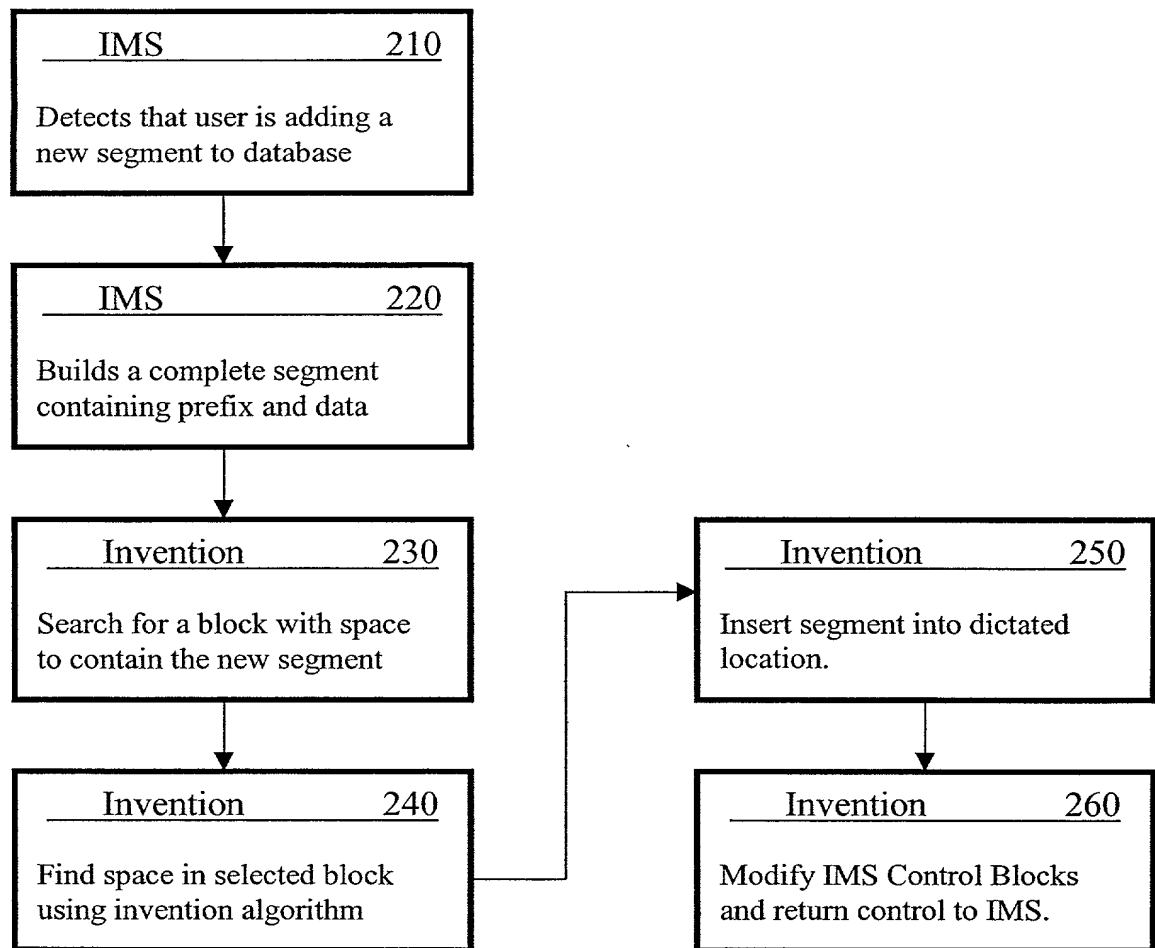 IMS 210
Detects that user is adding a
new segment to database
IMS 220
Builds a complete segment
containing prefix and data
Invention 230
Search for a block with space
to contain the new segment
Invention 240
Find space in selected block
using invention algorithm
Invention 250
Insert segment into dictated
location.
Invention 260
Modify IMS Control Blocks
and return control to IMS.